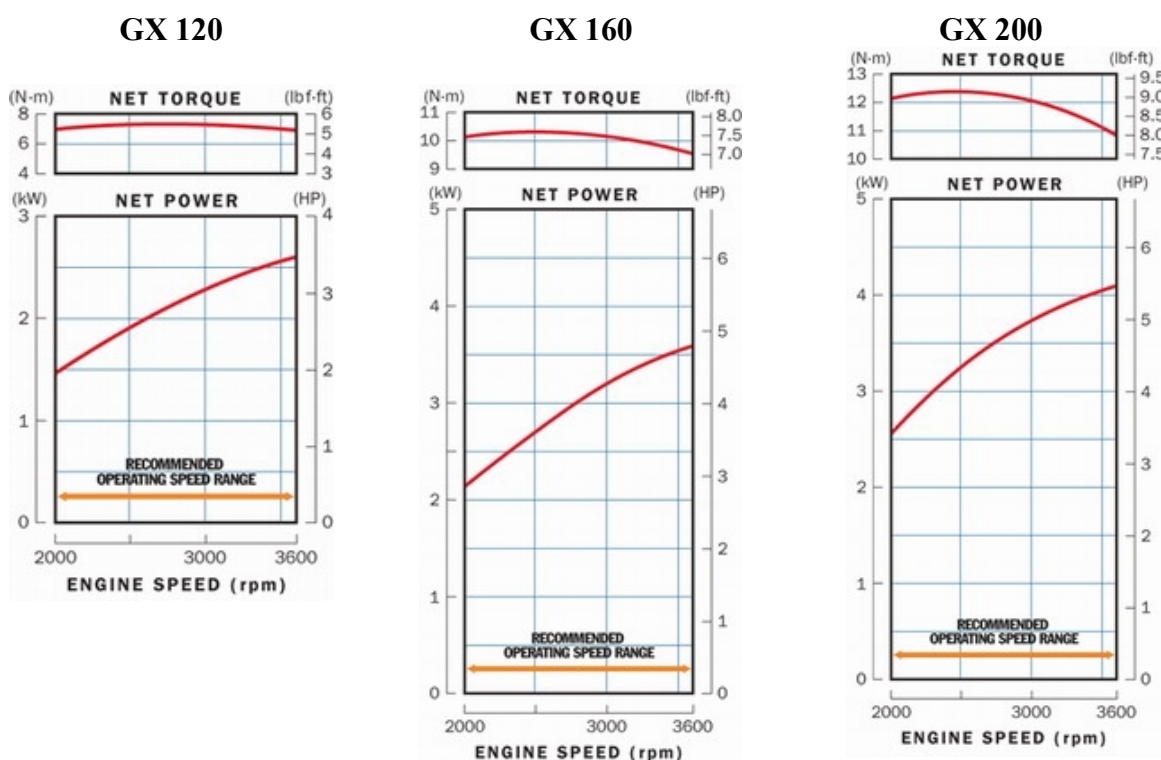 GX 120
(N-m) NET TORQUE (lbf-ft)
8 6
6 5
4
4 3
(kW) NET POWER (HP)
3 4
3
2
2
1
1
0 0
RECOMMENDED
OPERATING SPEED RANGE
2000 3000 3600
ENGINE SPEED (rpm)
GX 160
(N-m) NET TORQUE (lbf-ft)
11 8.0
10 7.5
9 7.0
(kW) NET POWER (HP)
5
6
4
5
3
4
3
2
2
1
1
0 0
RECOMMENDED
OPERATING SPEED RANGE
2000 3000 3600
ENGINE SPEED (rpm)
GX 200
(N-m) NET TORQUE (lbf-ft)
13 9.5
12 9.0
8.5
11 8.0
10 7.5
(kW) NET POWER (HP)
5
6
4
5
3
4
3
2
2
1
1
0 0
RECOMMENDED
OPERATING SPEED RANGE
2000 3000 3600
ENGINE SPEED (rpm)